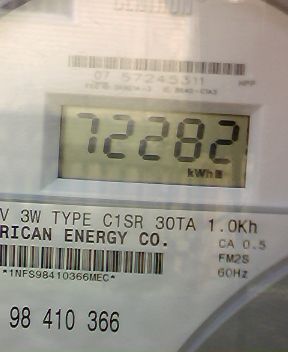 CENTRON
07 57245311
72282
kWh
V 3W TYPE C1SR 30TA 1.0Kh
RICAN ENERGY CO.
CA 0.5
FM2S
*1NFS98410366MEC*
60Hz
98 410 366